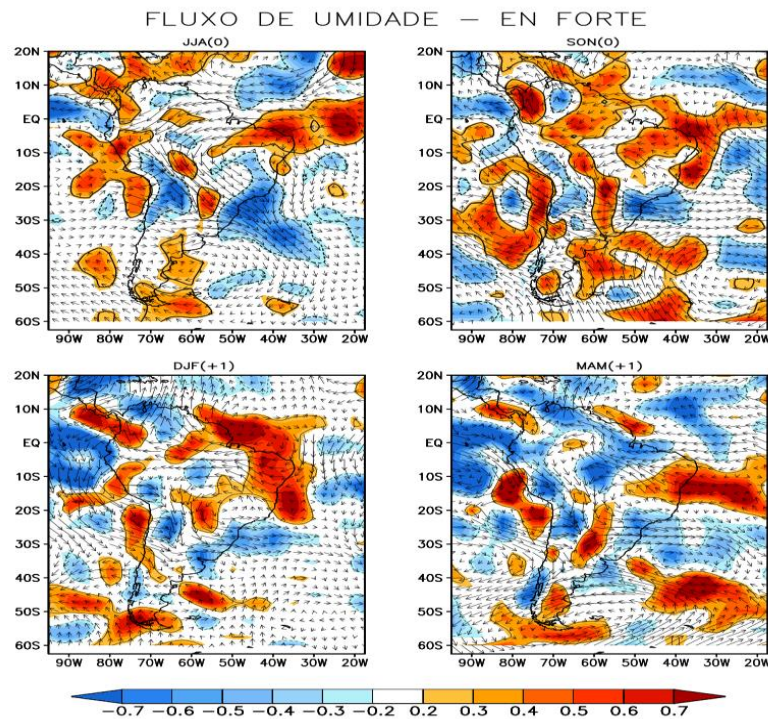 FLUXO DE UMIDADE – EN FORTE
JJA(0)
SON(0)
20N
10N
EQ
10S
20S
30S
40S
50S
60S
90W 80W 70W 60W 50W 40W 30W 20W
20N
10N
EQ
10S
20S
30S
40S
50S
60S
90W 80W 70W 60W 50W 40W 30W 20W
DJF(+1)
MAM(+1)
20N
10N
EQ
10S
20S
30S
40S
50S
60S
90W 80W 70W 60W 50W 40W 30W 20W
20N
10N
EQ
10S
20S
30S
40S
50S
60S
90W 80W 70W 60W 50W 40W 30W 20W
−0.7 −0.6 −0.5 −0.4 −0.3 −0.2 0.2 0.3 0.4 0.5 0.6 0.7